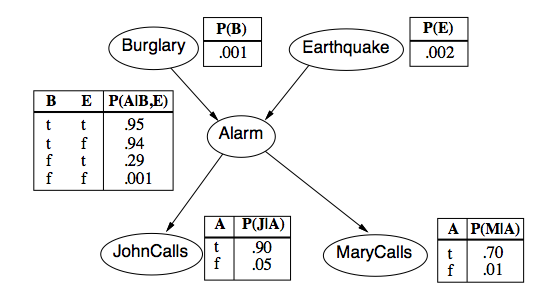 Burglary
P(B)
.001
Earthquake
P(E)
.002
B E P(A|B,E)
t t .95
t f .94
f t .29
f f .001
Alarm
JohnCalls
A P(J|A)
t .90
f .05
MaryCalls
A P(M|A)
t .70
f .01